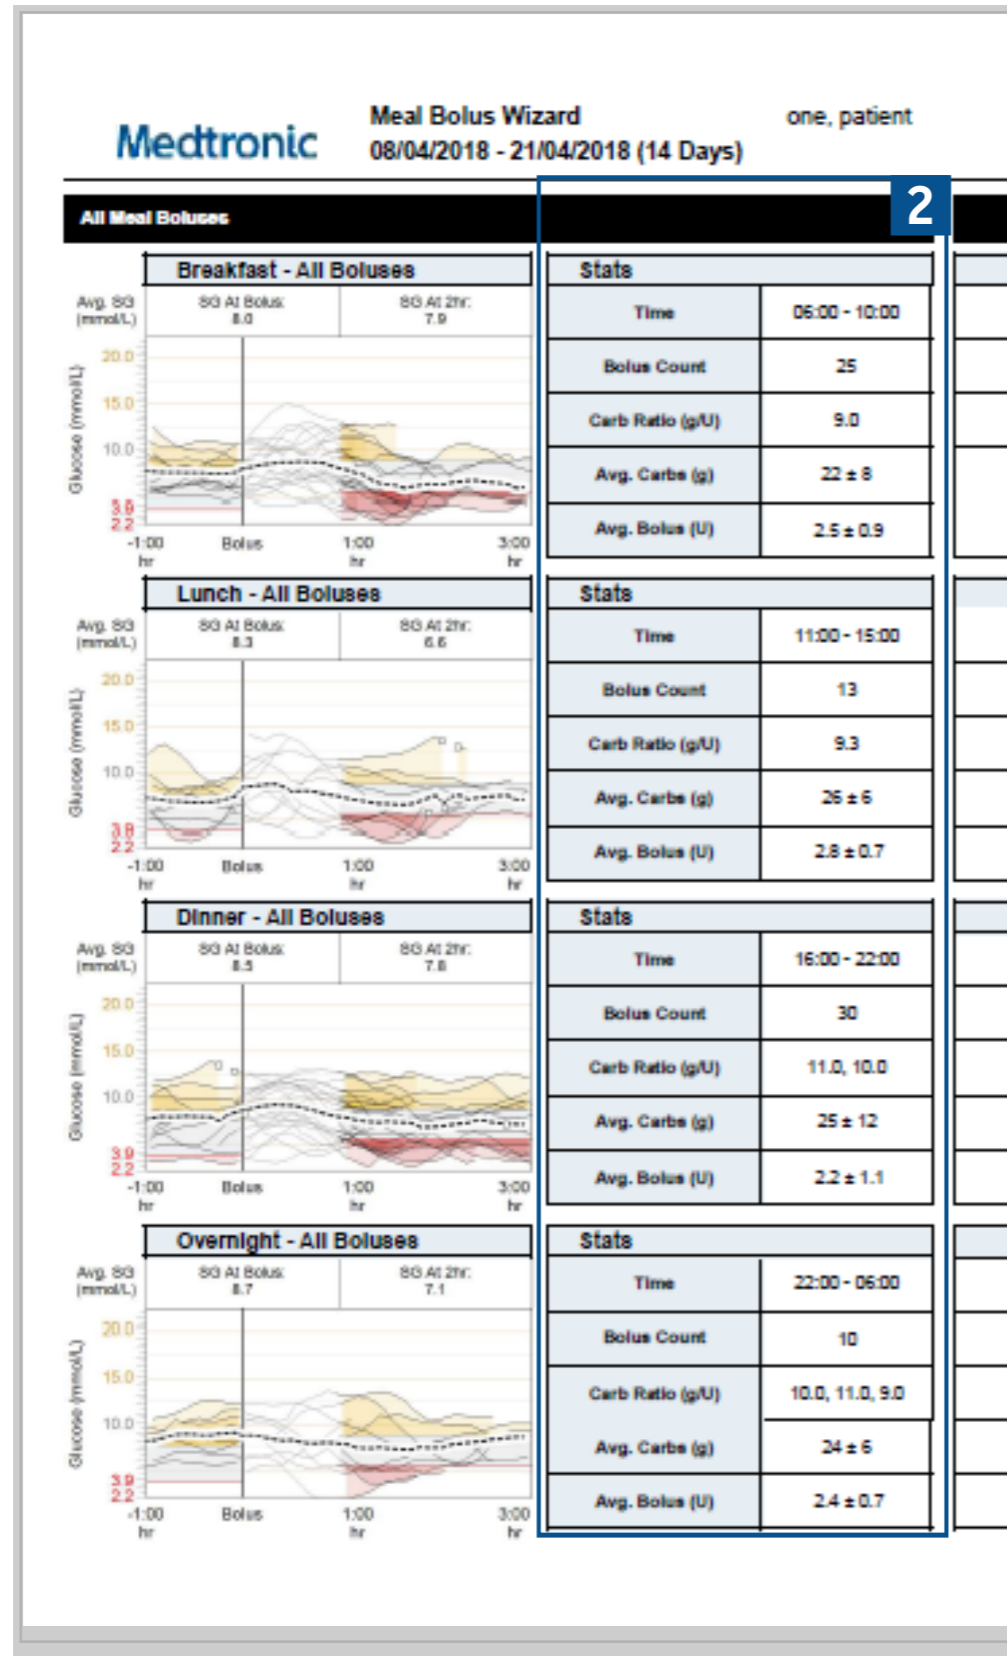 Medtronic
Meal Bolus Wizard
08/04/2018 - 21/04/2018 (14 Days)
one, patient
2
All Meal Boluses
Breakfast - All Boluses
Avg. SG (mmol/L)
SG At Bolus: 8.0
SG At 2hr: 7.9
Glucose (mmol/L)
20.0
15.0
10.0
3.9
2.2
-1:00 hr
Bolus
1:00 hr
3:00 hr
Stats
Time 06:00 - 10:00
Bolus Count 25
Carb Ratio (g/U) 9.0
Avg. Carbs (g) 22 ± 8
Avg. Bolus (U) 2.5 ± 0.9
Lunch - All Boluses
Avg. SG (mmol/L)
SG At Bolus: 8.3
SG At 2hr: 6.6
Glucose (mmol/L)
20.0
15.0
10.0
3.9
2.2
-1:00 hr
Bolus
1:00 hr
3:00 hr
Stats
Time 11:00 - 15:00
Bolus Count 13
Carb Ratio (g/U) 9.3
Avg. Carbs (g) 26 ± 6
Avg. Bolus (U) 2.8 ± 0.7
Dinner - All Boluses
Avg. SG (mmol/L)
SG At Bolus: 8.5
SG At 2hr: 7.8
Glucose (mmol/L)
20.0
15.0
10.0
3.9
2.2
-1:00 hr
Bolus
1:00 hr
3:00 hr
Stats
Time 16:00 - 22:00
Bolus Count 30
Carb Ratio (g/U) 11.0, 10.0
Avg. Carbs (g) 25 ± 12
Avg. Bolus (U) 2.2 ± 1.1
Overnight - All Boluses
Avg. SG (mmol/L)
SG At Bolus: 8.7
SG At 2hr: 7.1
Glucose (mmol/L)
20.0
15.0
10.0
3.9
2.2
-1:00 hr
Bolus
1:00 hr
3:00 hr
Stats
Time 22:00 - 06:00
Bolus Count 10
Carb Ratio (g/U) 10.0, 11.0, 9.0
Avg. Carbs (g) 24 ± 6
Avg. Bolus (U) 2.4 ± 0.7